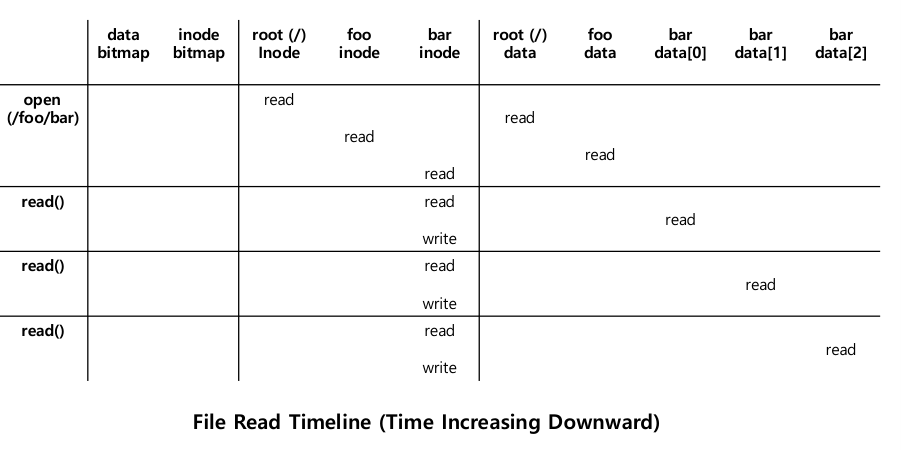 data bitmap inode bitmap root (/) Inode foo inode bar inode root (/) data foo data bar data[0] bar data[1] bar data[2]
open (/foo/bar)
read
read
read
read
read
read()
read
read
write
read()
read
read
write
read()
read
read
write
File Read Timeline (Time Increasing Downward)